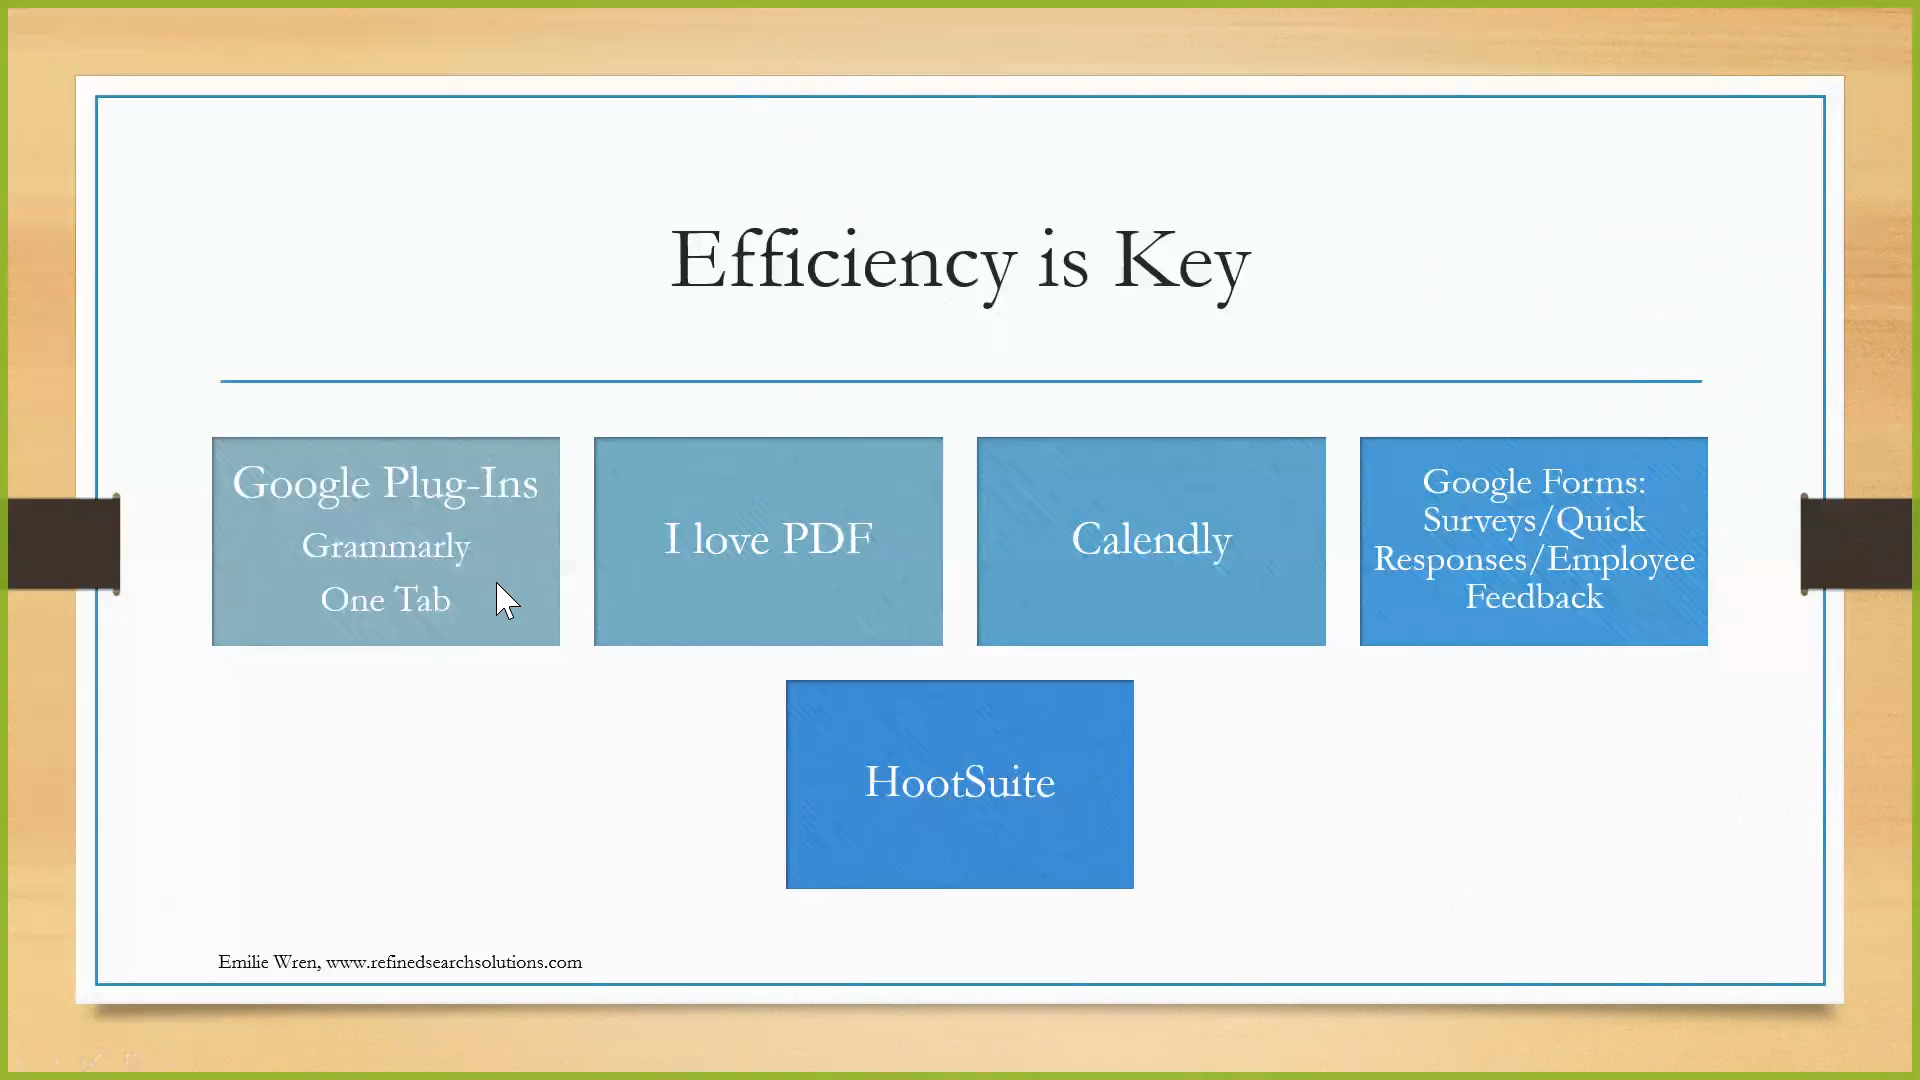 Efficiency is Key
Google Plug-Ins
Grammarly
One Tab
I love PDF
Calendly
Google Forms:
Surveys/Quick
Responses/Employee
Feedback
HootSuite
Emilie Wren, www.refinedsearchsolutions.com